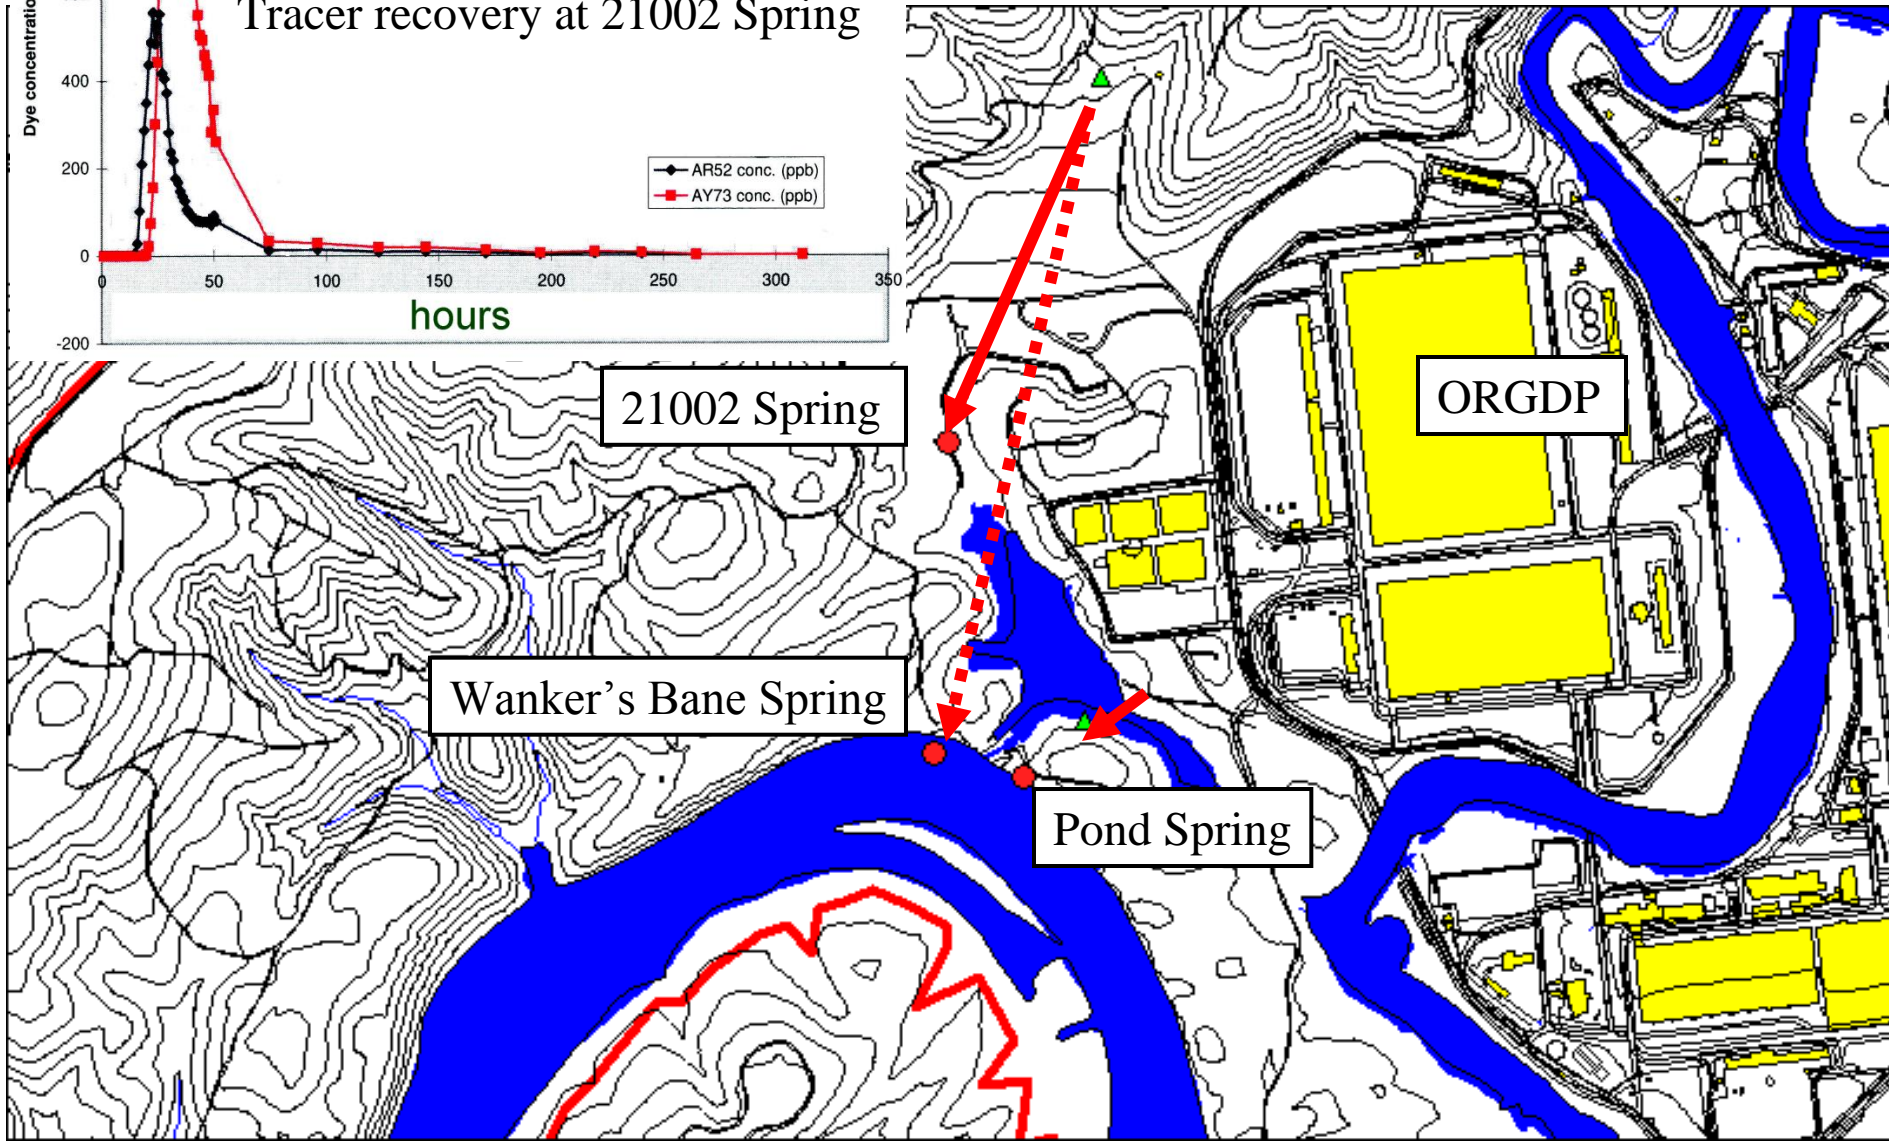 Tracer recovery at 21002 Spring
Dye concentratio
400
200
0
-200
0
50
100
150
200
250
300
350
hours
AR52 conc. (ppb)
AY73 conc. (ppb)
21002 Spring
ORGDP
Wanker's Bane Spring
Pond Spring